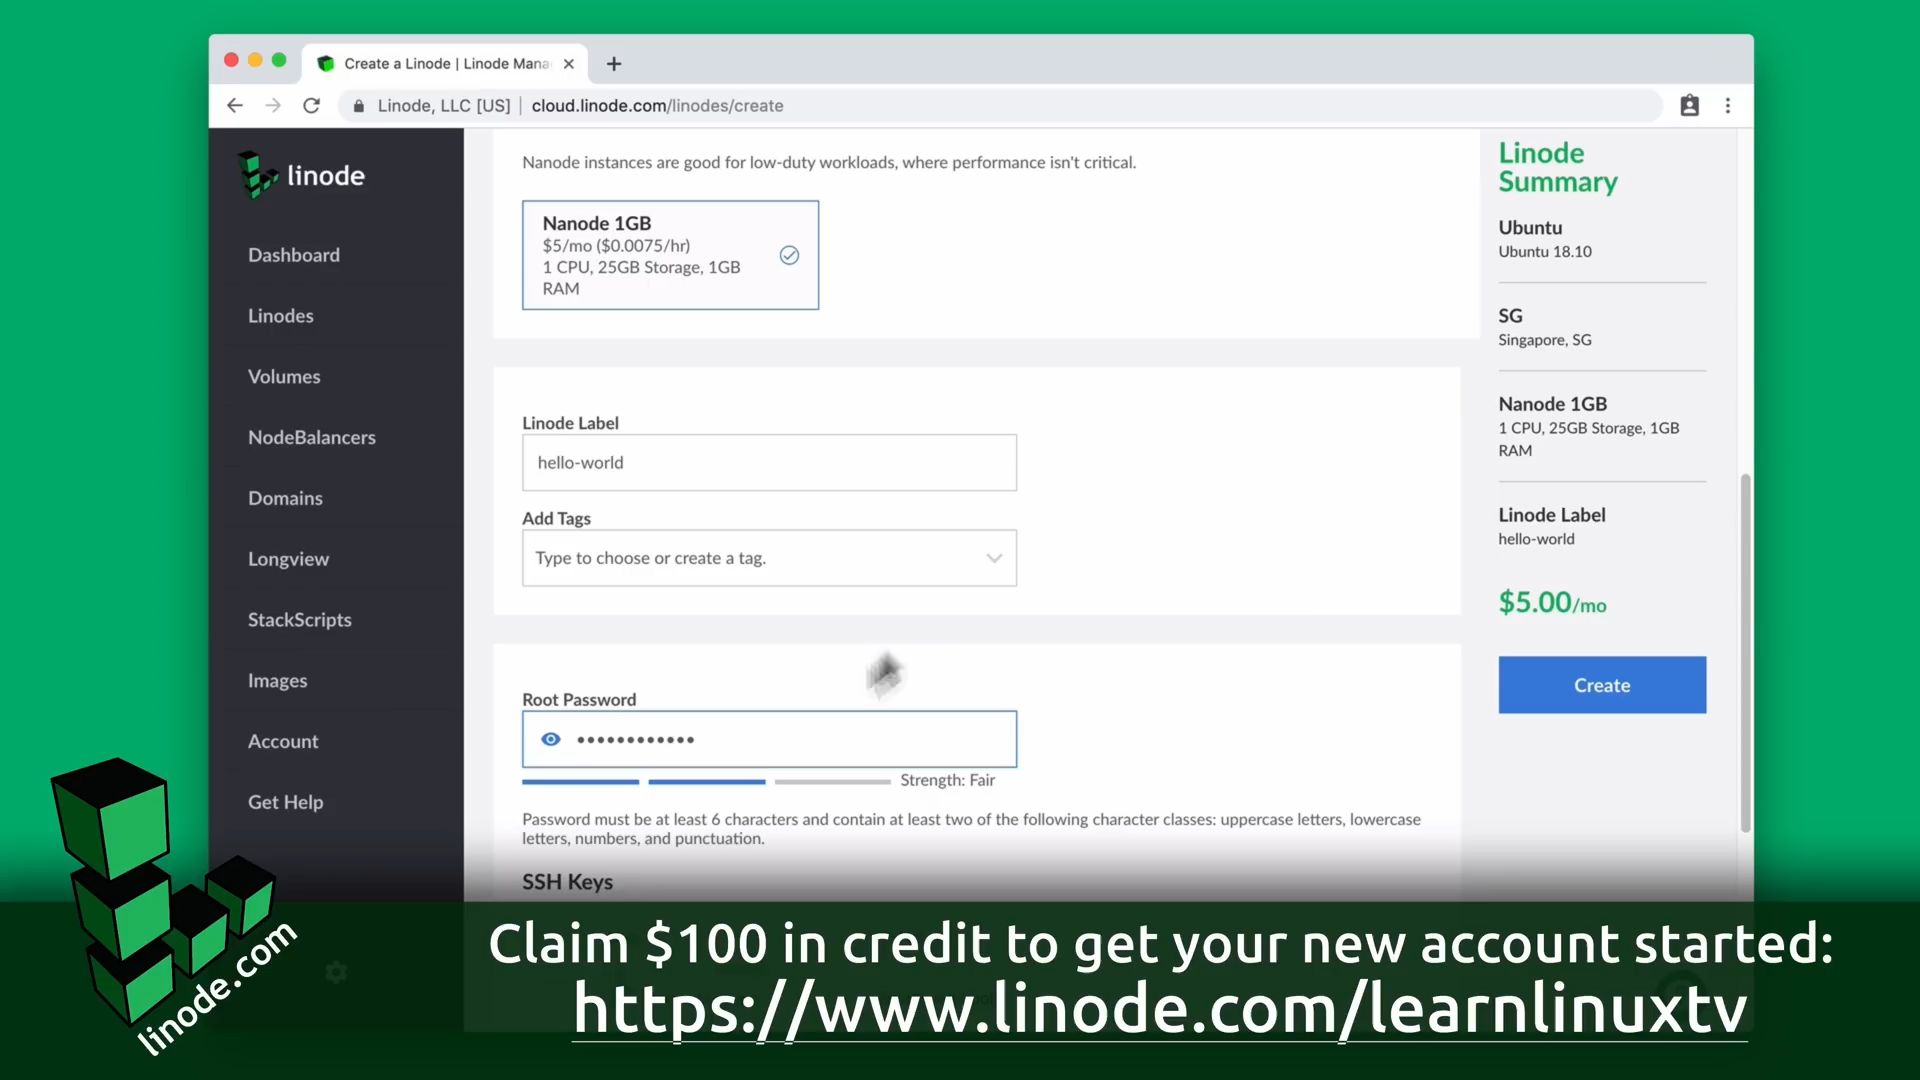 Create a Linode | Linode Mana
Linode, LLC [US] | cloud.linode.com/linodes/create
linode
Dashboard
Linodes
Volumes
NodeBalancers
Domains
Longview
StackScripts
Images
Account
Get Help
Nanode instances are good for low-duty workloads, where performance isn't critical.
Nanode 1GB
$5/mo ($0.0075/hr)
1 CPU, 25GB Storage, 1GB
RAM
Linode Label
hello-world
Add Tags
Type to choose or create a tag.
Root Password
••••••••••••
Strength: Fair
Password must be at least 6 characters and contain at least two of the following character classes: uppercase letters, lowercase
letters, numbers, and punctuation.
SSH Keys
Linode
Summary
Ubuntu
Ubuntu 18.10
SG
Singapore, SG
Nanode 1GB
1 CPU, 25GB Storage, 1GB
RAM
Linode Label
hello-world
$5.00/mo
Create
linode.com
Claim $100 in credit to get your new account started:
https://www.linode.com/learnlinuxtv